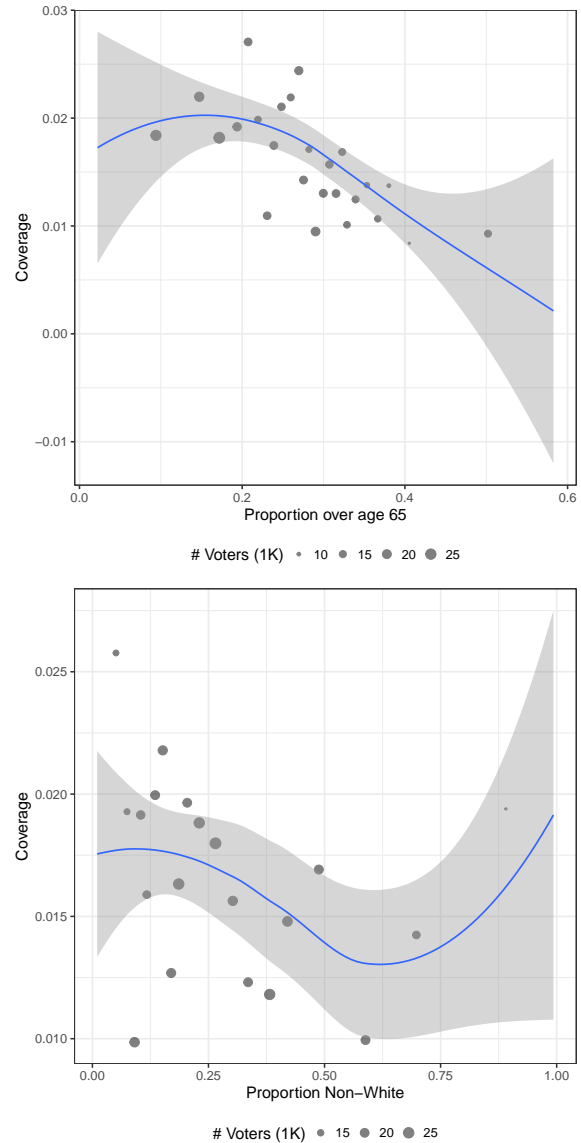 0.03
0.02
0.01
0.00
−0.01
Coverage
0.0 0.2 0.4 0.6
Proportion over age 65
# Voters (1K) 10 15 20 25
0.025
0.020
0.015
0.010
Coverage
0.00 0.25 0.50 0.75 1.00
Proportion Non−White
# Voters (1K) 15 20 25